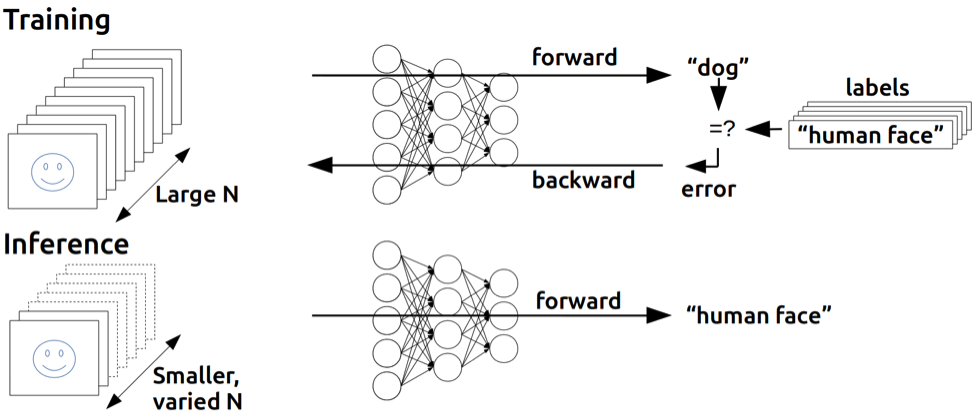 Training
forward
“dog”
labels
=?
“human face”
Large N
backward
error
Inference
forward
“human face”
Smaller,
varied N